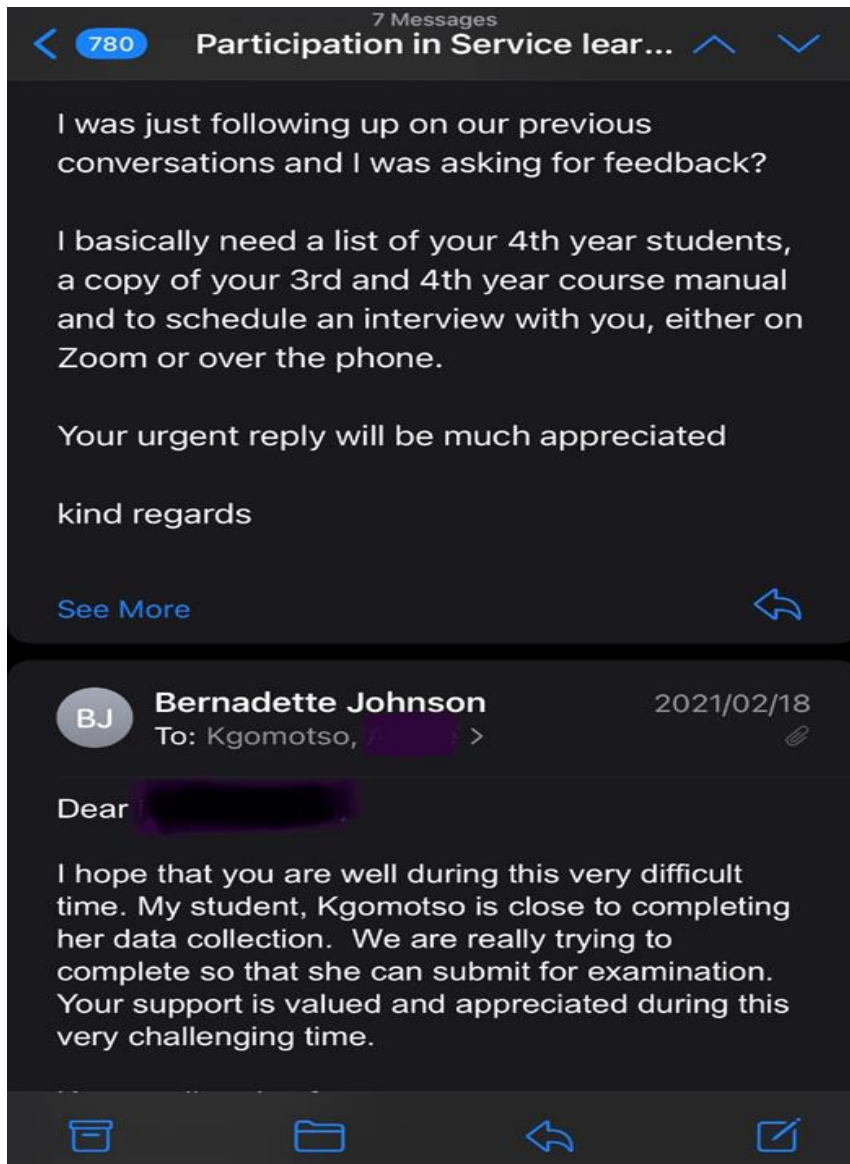 7 Messages
780 Participation in Service lear...
I was just following up on our previous
conversations and I was asking for feedback?
I basically need a list of your 4th year students,
a copy of your 3rd and 4th year course manual
and to schedule an interview with you, either on
Zoom or over the phone.
Your urgent reply will be much appreciated
kind regards
See More
BJ
Bernadette Johnson 2021/02/18
To: Kgomotso,
Dear
I hope that you are well during this very difficult
time. My student, Kgomotso is close to completing
her data collection.  We are really trying to
complete so that she can submit for examination.
Your support is valued and appreciated during this
very challenging time.